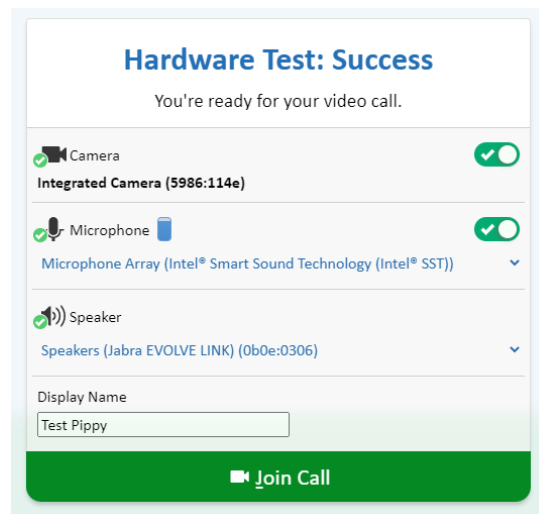 Hardware Test: Success
You're ready for your video call.
Camera
Integrated Camera (5986:114e)
Microphone
Microphone Array (Intel® Smart Sound Technology (Intel® SST))
Speaker
Speakers (Jabra EVOLVE LINK) (0b0e:0306)
Display Name
Test Pippy
Join Call